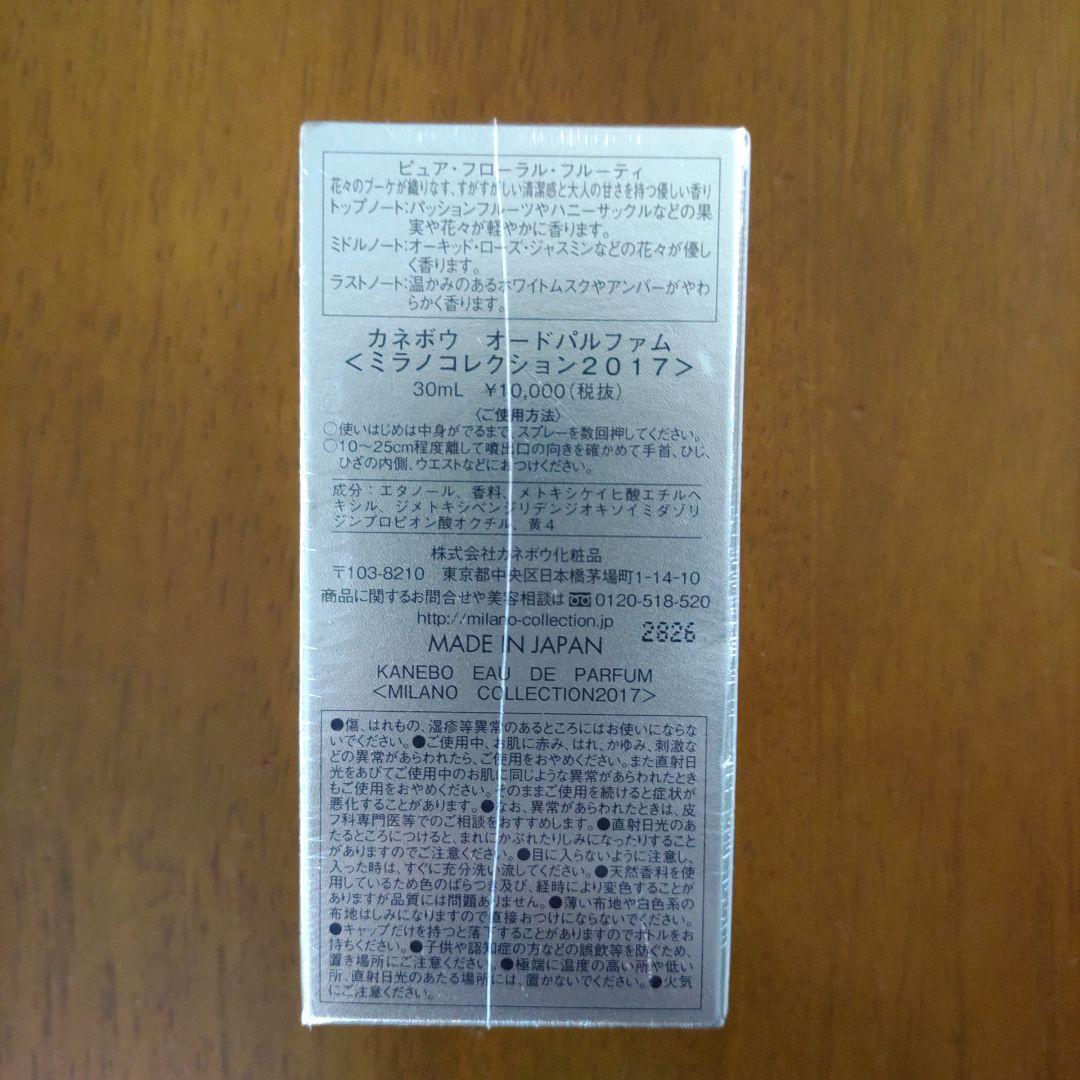 ピュア・フローラル・フルーティ
花々のブーケが織りなす、すがすがしい清潔感と大人の甘さを持つ優しい香り
トップノート:パッションフルーツやハニーサックルなどの果
実や花々が軽やかに香ります。
ミドルノート:オーキッド・ローズ・ジャスミンなどの花々が優し
く香ります。
ラストノート:温かみのあるホワイトムスクやアンバーがやわ
らかく香ります。
カネボウ オードパルファム
<ミラノコレクション2017>
30mL ¥10,000(税抜)
〈ご使用方法〉
○使いはじめは中身がでるまで、スプレーを数回押してください。
○10〜25cm程度離して噴出口の向きを確かめて手首、ひじ、
ひざの内側、ウエストなどにおつけください。
成分:エタノール、香料、メトキシケイヒ酸エチルヘ
キシル、ジメトキシベンジリデンジオキソイミダゾリ
ジンプロピオン酸オクチル、黄4
株式会社カネボウ化粧品
〒103-8210 東京都中央区日本橋茅場町1-14-10
商品に関するお問合せや美容相談は 0120-518-520
http://milano-collection.jp
MADE IN JAPAN 2826
KANEBO EAU DE PARFUM
<MILANO COLLECTION2017>
●傷、はれもの、湿疹等異常のあるところにはお使いにならな
いでください。●ご使用中、お肌に赤み、はれ、かゆみ、刺激な
どの異常があらわれたら、ご使用をおやめください。また直射日
光をあびてご使用中のお肌に同じような異常があらわれたとき
もご使用をおやめください。そのままご使用を続けると症状が
悪化することがあります。●なお、異常があらわれたときは、皮
フ科専門医等でのご相談をおすすめします。●直射日光のあ
たるところにつけると、まれにかぶれたりしみになったりすること
がありますのでご注意ください。●目に入らないように注意し、
入った時は、すぐに充分洗い流してください。●天然香料を使
用しているため色のばらつき及び、経時により変色することが
ありますが品質には問題ありません。●薄い布地や白色系の
布地はしみになりますので直接おつけにならないでください。
●キャップだけを持つと落下することがありますのでボトルをお
持ちください。●子供や認知症の方などの誤飲等を防ぐため、
置き場所にご注意ください。●極端に温度の高い所や低い
所、直射日光のあたる場所には、置かないでください。●火気
にご注意ください。